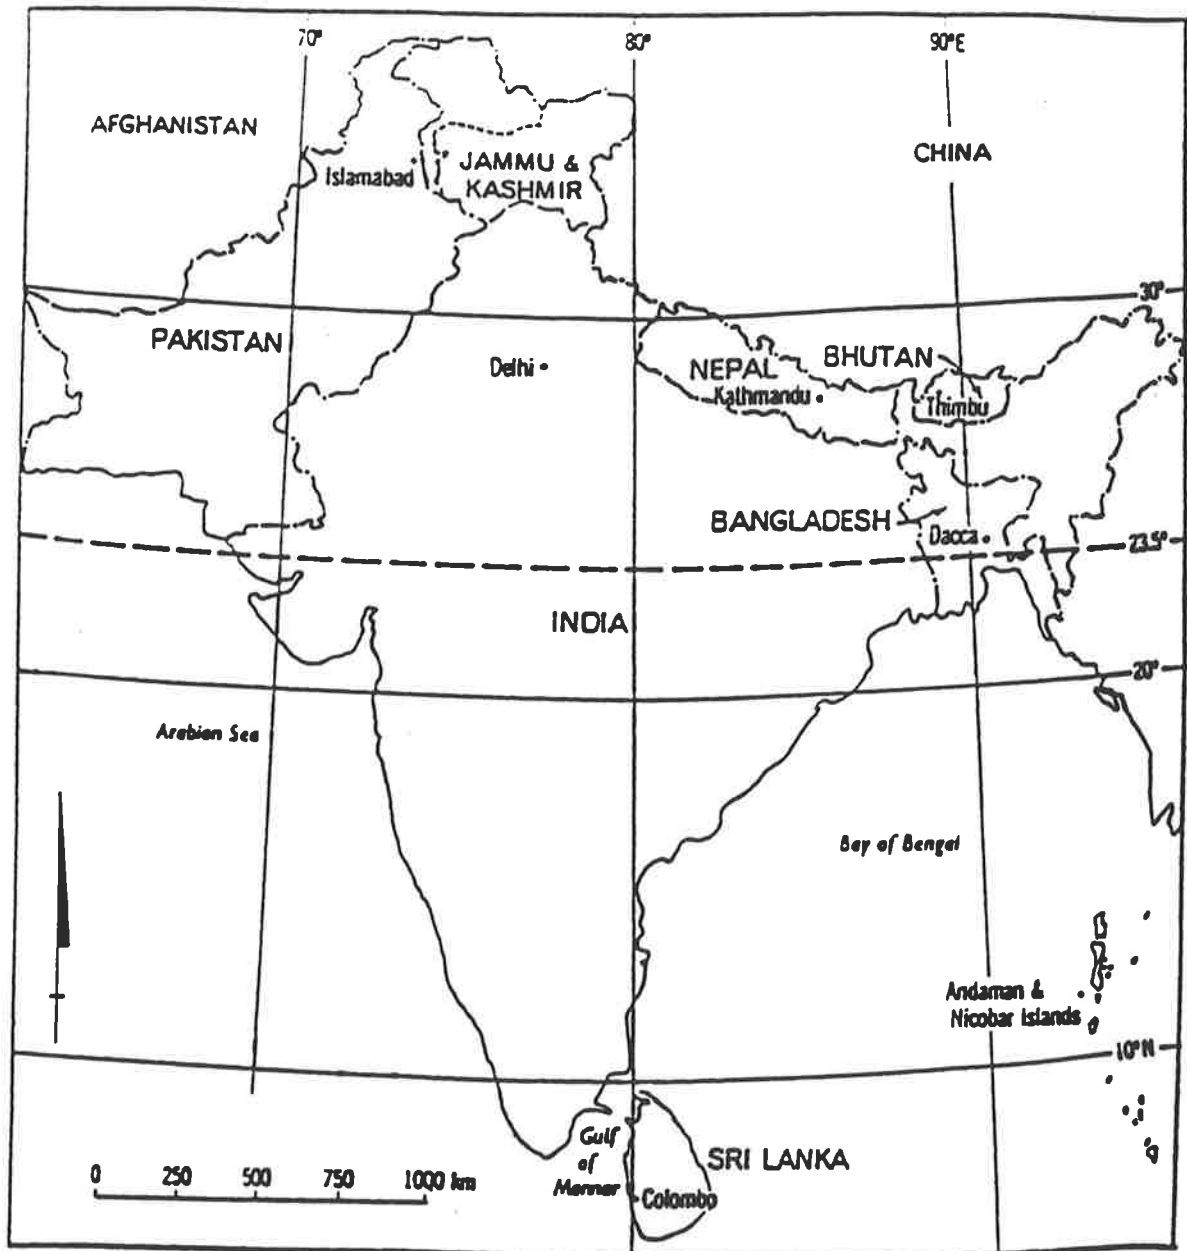 70°
80°
90°E
AFGHANISTAN
CHINA
Islamabad
JAMMU &
KASHMIR
30°
PAKISTAN
Delhi
NEPAL
Kathmandu
BHUTAN
Thimbu
BANGLADESH
Dacca
23.5°
INDIA
20°
Arabian Sea
Bay of Bengal
Andaman &
Nicobar Islands
10°N
Gulf
of
Mannar
SRI LANKA
Colombo
0 250 500 750 1000 km